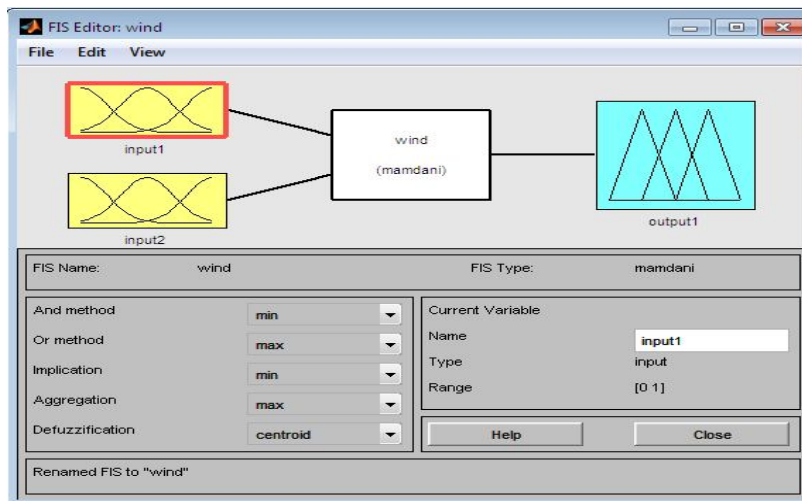 FIS Editor: wind
File Edit View
input1
wind
(mamdani)
input2
output1
FIS Name: wind FIS Type: mamdani
And method min
Or method max
Implication min
Aggregation max
Defuzzification centroid
Current Variable
Name input1
Type input
Range [0 1]
Help Close
Renamed FIS to "wind"